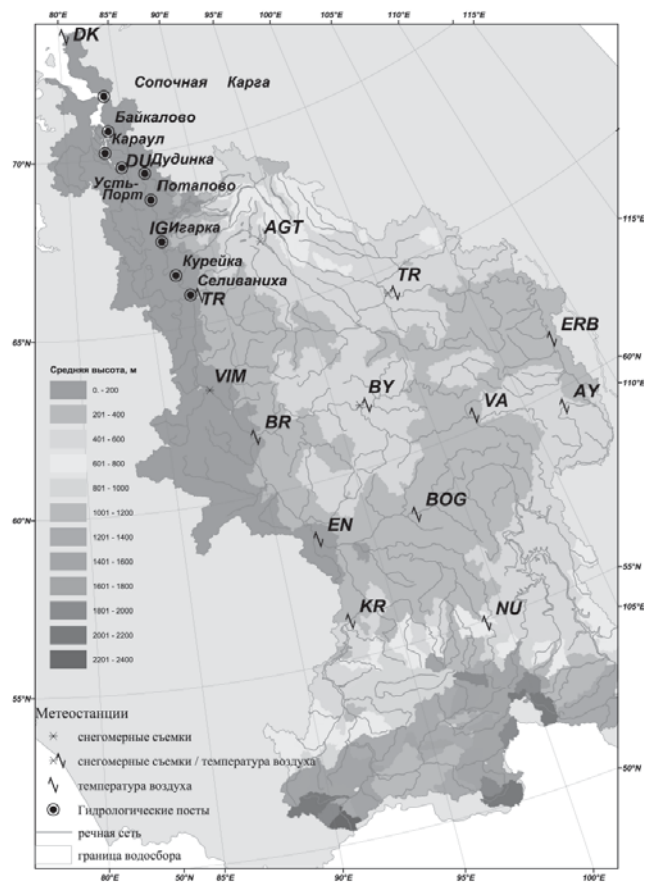 80°E 85°E 90°E 95°E 100°E 105°E 110°E 115°E
DK
Сопочная Карга
Байкалово
Караул
70°N
DU Дудинка
Усть-
Порт
Потапово
115°E
IG Игарка
AGT
Курейка
TR
Селиваниха
TR
ERB
65°N
60°N
Средняя высота, м
VIM
BY
110°E
0. - 200
AY
201 - 400
VA
401 - 600
BR
601 - 800
801 - 1000
1001 - 1200
BOG
60°N
1201 - 1400
EN
1401 - 1600
55°N
1601 - 1800
1801 - 2000
KR
NU
105°E
2001 - 2200
2201 - 2400
55°N
Метеостанции
снегомерные съемки
снегомерные съемки / температура воздуха
50°N
температура воздуха
Гидрологические посты
речная сеть
граница водосбора
80°E 50°N 85°E 90°E 95°E 100°E